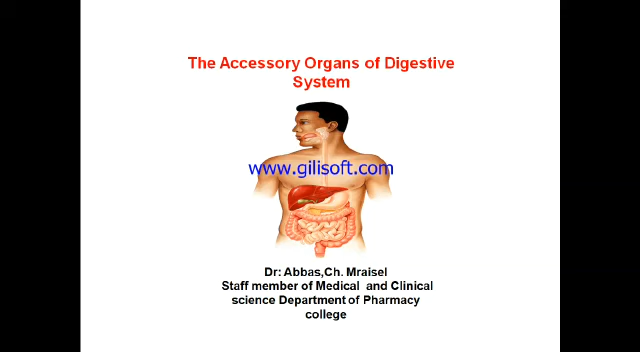 The Accessory Organs of Digestive
System
www.gilisoft.com
Dr: Abbas,Ch. Mraisel
Staff member of Medical and Clinical
science Department of Pharmacy
college